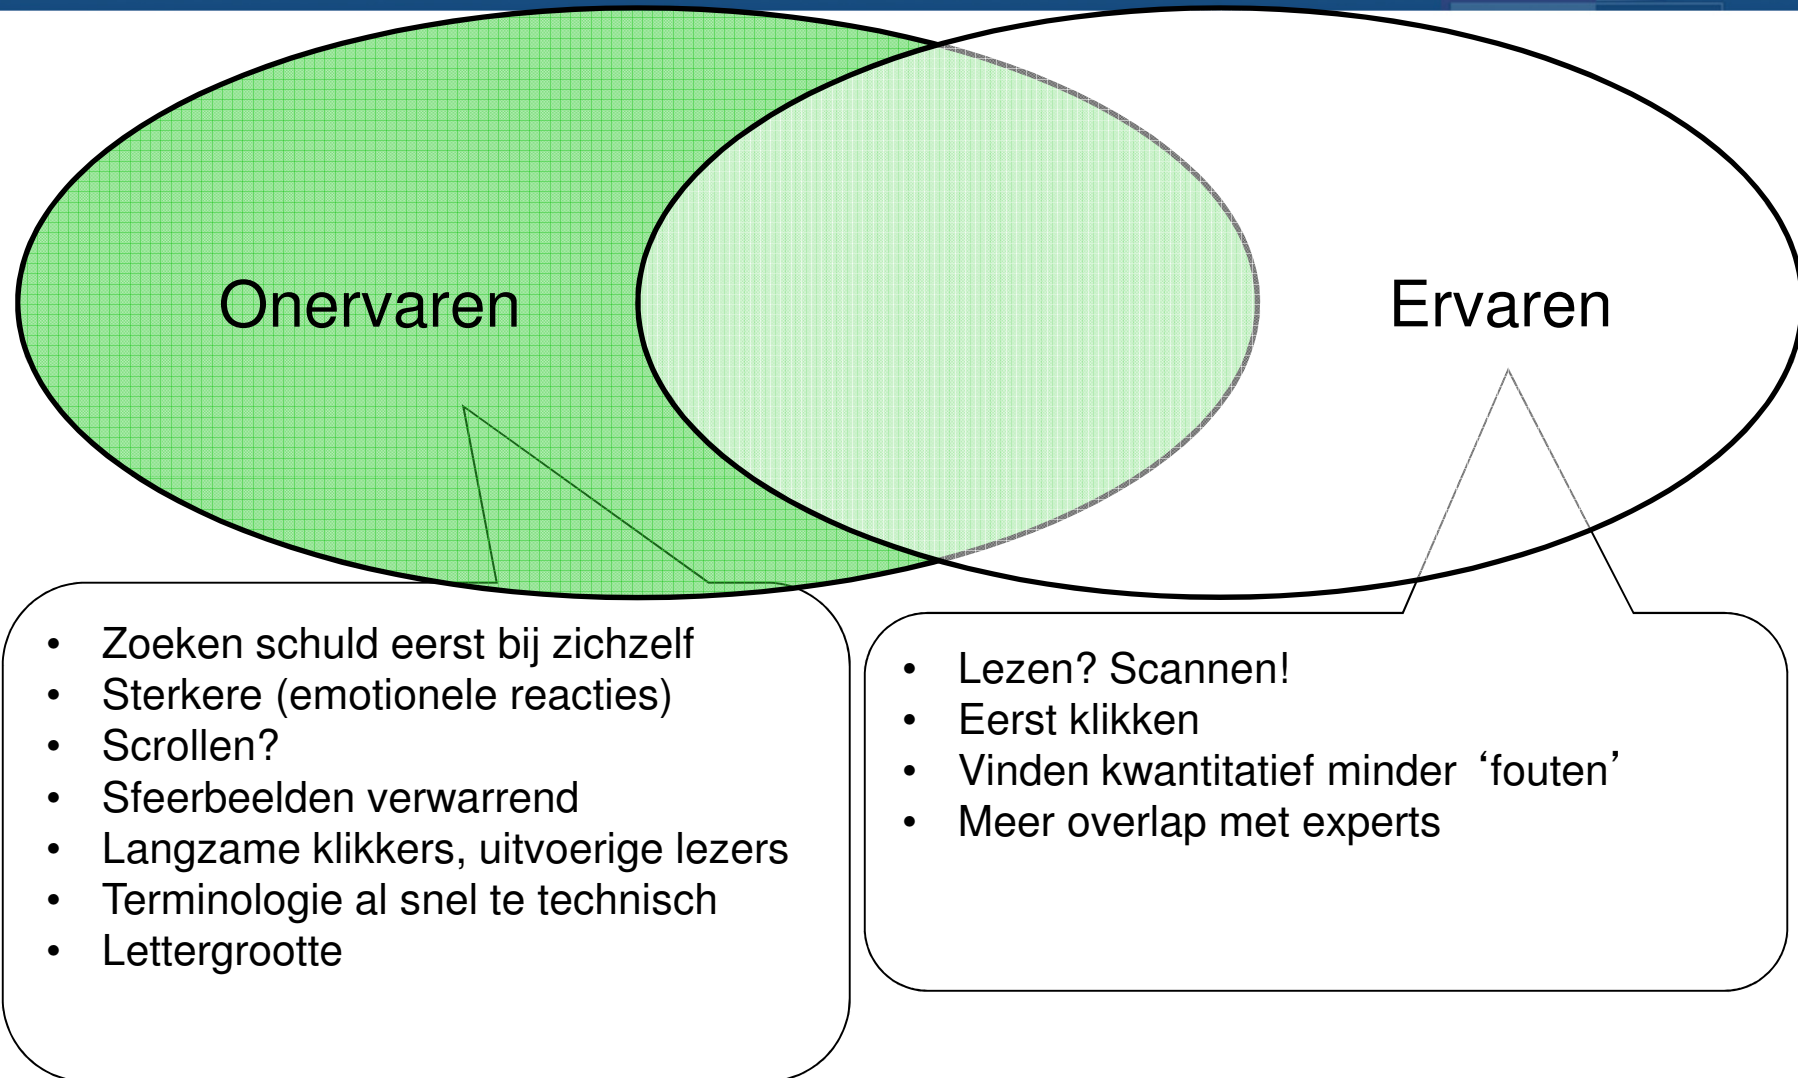 Onervaren
Ervaren
• Zoeken schuld eerst bij zichzelf
• Sterkere (emotionele reacties)
• Scrollen?
• Sfeerbeelden verwarrend
• Langzame klikkers, uitvoerige lezers
• Terminologie al snel te technisch
• Lettergrootte
• Lezen? Scannen!
• Eerst klikken
• Vinden kwantitatief minder ‘fouten’
• Meer overlap met experts